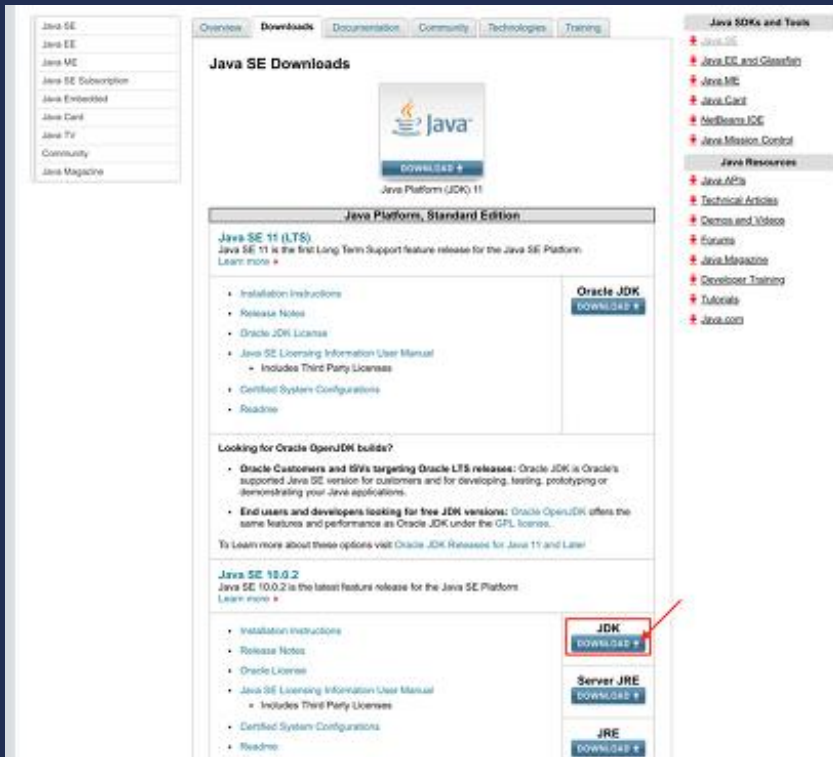 Java SE
Java EE
Java ME
Java SE Subscription
Java Embedded
Java Card
Java TV
Community
Java Magazine
Overview
Downloads
Documentation
Community
Technologies
Training
Java SE Downloads
Java
DOWNLOAD
Java Platform (JDK) 11
Java Platform, Standard Edition
Java SE 11 (LTS)
Java SE 11 is the first Long Term Support feature release for the Java SE Platform
Learn more
Installation Instructions
Release Notes
Oracle JDK License
Java SE Licensing Information User Manual
Includes Third Party Licenses
Certified System Configurations
Readme
Oracle JDK
DOWNLOAD
Looking for Oracle OpenJDK builds?
Oracle Customers and ISVs targeting Oracle LTS releases: Oracle JDK is Oracle's
supported Java SE version for customers and for developing, testing, prototyping or
demonstrating your Java applications.
End users and developers looking for free JDK versions: Oracle OpenJDK offers the
same features and performance as Oracle JDK under the GPL license.
To Learn more about these options visit Oracle JDK Releases for Java 11 and Later
Java SE 10.0.2
Java SE 10.0.2 is the latest feature release for the Java SE Platform
Learn more
Installation Instructions
Release Notes
Oracle License
Java SE Licensing Information User Manual
Includes Third Party Licenses
Certified System Configurations
Readme
JDK
DOWNLOAD
Server JRE
DOWNLOAD
JRE
DOWNLOAD
Java SDKs and Tools
Java SE
Java EE and Glassfish
Java ME
Java Card
NetBeans IDE
Java Mission Control
Java Resources
Java APIs
Technical Articles
Demos and Videos
Forums
Java Magazine
Developer Training
Tutorials
Java.com